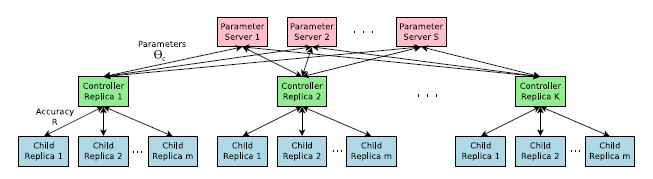 Parameter
Server 1
Parameter
Server 2
. . .
Parameter
Server S
Parameters
θc
Controller
Replica 1
Controller
Replica 2
. . .
Controller
Replica K
Accuracy
R
Child
Replica 1
Child
Replica 2
...
Child
Replica m
Child
Replica 1
Child
Replica 2
...
Child
Replica m
Child
Replica 1
Child
Replica 2
...
Child
Replica m